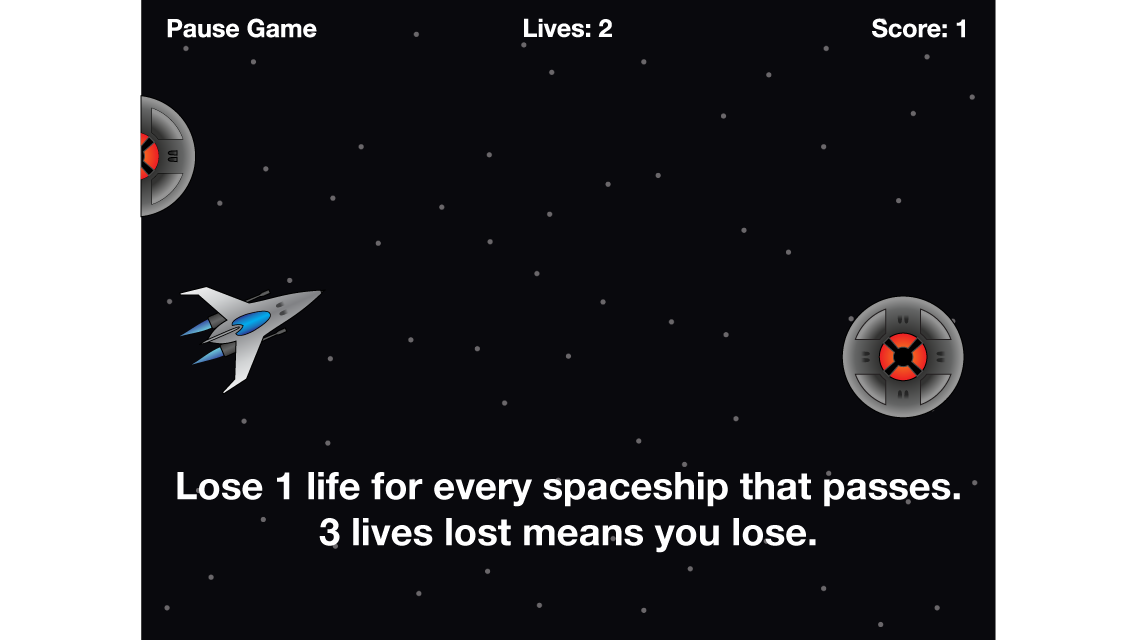 Pause Game
Lives: 2
Score: 1
Lose 1 life for every spaceship that passes.
3 lives lost means you lose.